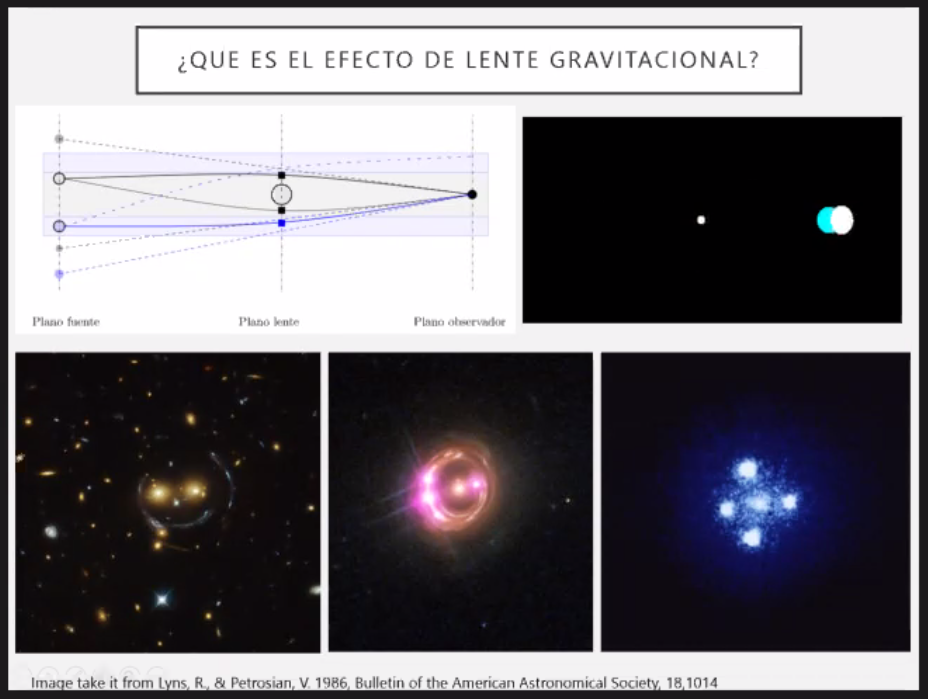 ¿QUE ES EL EFECTO DE LENTE GRAVITACIONAL?
Plano fuente
Plano lente
Plano observador
Image take it from Lyns, R., & Petrosian, V. 1986, Bulletin of the American Astronomical Society, 18,1014